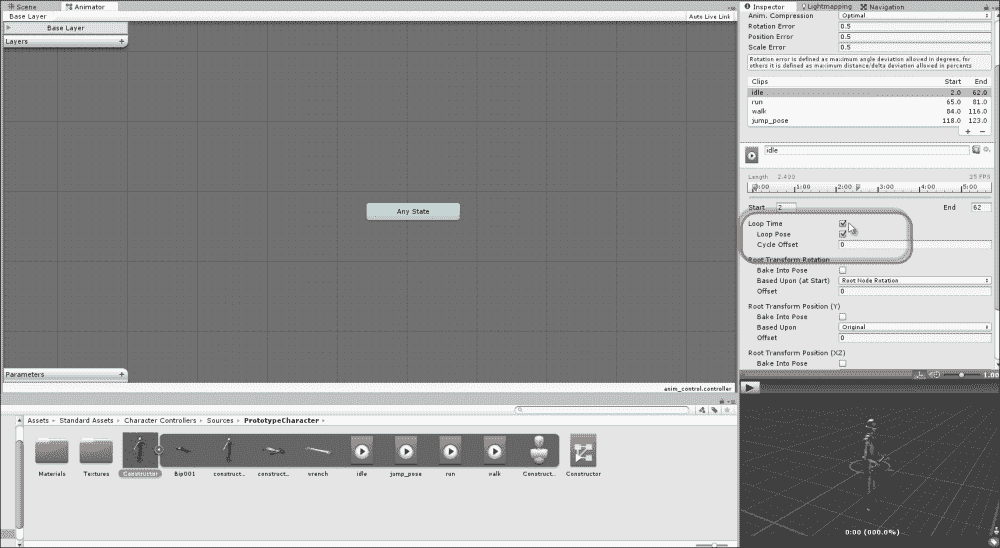 Scene
Animator
Base Layer
Auto Live Link
Base Layer
Layers +
Any State
Parameters +
anim_control.controller
Inspector
Lightmapping
Navigation
Anim. Compression Optimal
Rotation Error 0.5
Position Error 0.5
Scale Error 0.5
Rotation error is defined as maximum angle deviation allowed in degrees, for
others it is defined as maximum distance/delta deviation allowed in percents
Clips Start End
idle 2.0 62.0
run 65.0 81.0
walk 84.0 116.0
jump_pose 118.0 123.0
+ −
idle
Length 2.400 25 FPS
0:00 1:00 2:00 3:00 4:00 5:00
Start 2 End 62
Loop Time
Loop Pose
Cycle Offset 0
Root Transform Rotation
Bake Into Pose
Based Upon (at Start) Root Node Rotation
Offset 0
Root Transform Position (Y)
Bake Into Pose
Based Upon Original
Offset 0
Root Transform Position (XZ)
Bake Into Pose
1.00
0:00 (000.0%)
Assets ▸ Standard Assets ▸ Character Controllers ▸ Sources ▸ PrototypeCharacter ▸
Materials
Textures
Constructor
Bip001
construct...
construct...
wrench
idle
jump_pose
run
walk
Construct...
Constructor